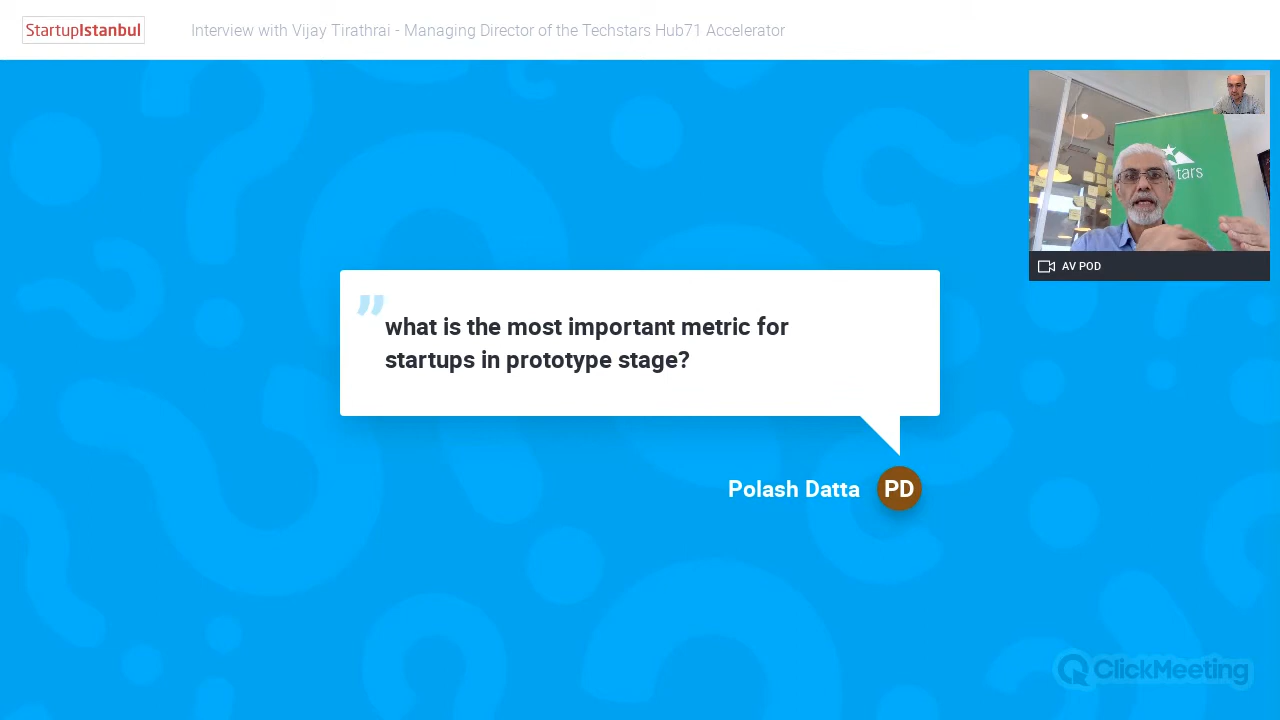 StartupIstanbul
Interview with Vijay Tirathrai - Managing Director of the Techstars Hub71 Accelerator
tars
AV POD
"
what is the most important metric for
startups in prototype stage?
Polash Datta
PD
ClickMeeting